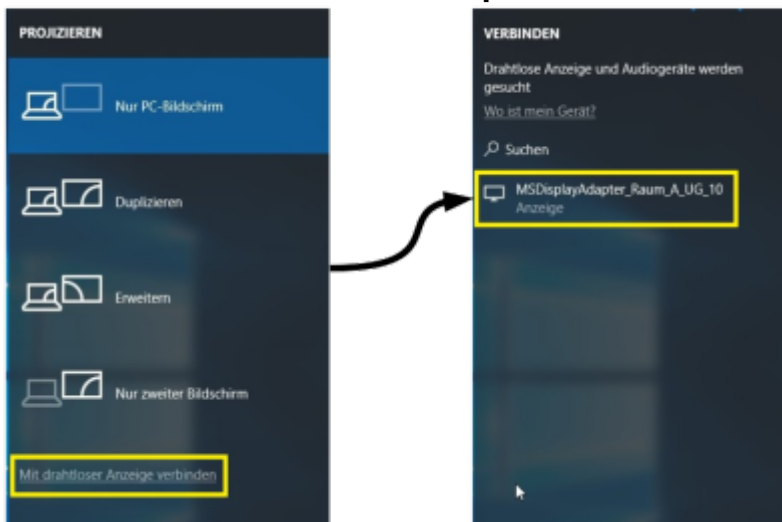 PROJIZIEREN
Nur PC-Bildschirm
Duplizieren
Erweitern
Nur zweiter Bildschirm
Mit drahtloser Anzeige verbinden
VERBINDEN
Drahtlose Anzeige und Audiogeräte werden
gesucht
Wo ist mein Gerät?
Suchen
MSDisplayAdapter_Raum_A_UG_10
Anzeige